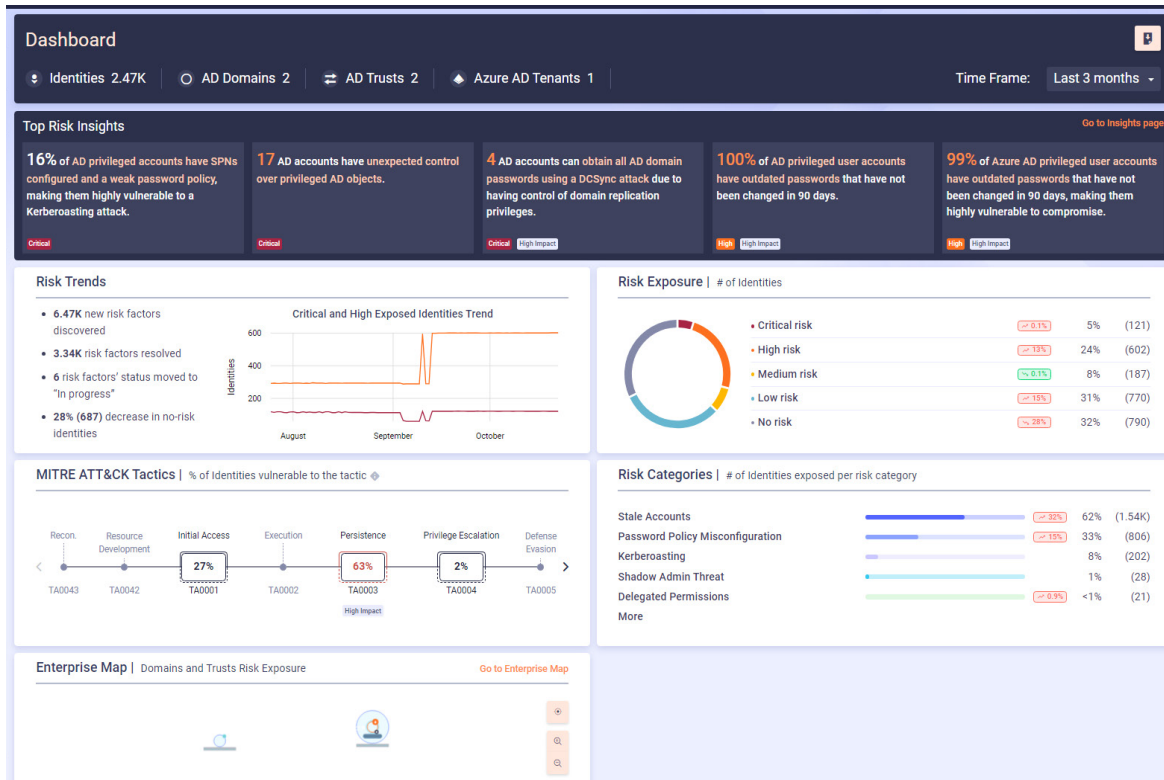 Dashboard
Identities 2.47K
AD Domains 2
AD Trusts 2
Azure AD Tenants 1
Time Frame: Last 3 months
Top Risk Insights
Go to Insights page
16% of AD privileged accounts have SPNs
configured and a weak password policy,
making them highly vulnerable to a
Kerberoasting attack.
Critical
17 AD accounts have unexpected control
over privileged AD objects.
Critical
4 AD accounts can obtain all AD domain
passwords using a DCSync attack due to
having control of domain replication
privileges.
Critical High Impact
100% of AD privileged user accounts
have outdated passwords that have not
been changed in 90 days.
High High Impact
99% of Azure AD privileged user accounts
have outdated passwords that have not
been changed in 90 days, making them
highly vulnerable to compromise.
High High Impact
Risk Trends
• 6.47K new risk factors
discovered
• 3.34K risk factors resolved
• 6 risk factors' status moved to
"In progress"
• 28% (687) decrease in no-risk
identities
Critical and High Exposed Identities Trend
Identities
600
400
200
August September October
Risk Exposure | # of Identities
• Critical risk 0.1% 5% (121)
• High risk 13% 24% (602)
• Medium risk 0.1% 8% (187)
• Low risk 15% 31% (770)
• No risk 28% 32% (790)
MITRE ATT&CK Tactics | % of Identities vulnerable to the tactic
Recon.
TA0043
Resource
Development
TA0042
Initial Access
27%
TA0001
Execution
TA0002
Persistence
63%
TA0003
High Impact
Privilege Escalation
2%
TA0004
Defense
Evasion
TA0005
Risk Categories | # of Identities exposed per risk category
Stale Accounts 32% 62% (1.54K)
Password Policy Misconfiguration 15% 33% (806)
Kerberoasting 8% (202)
Shadow Admin Threat 1% (28)
Delegated Permissions 0.9% <1% (21)
More
Enterprise Map | Domains and Trusts Risk Exposure
Go to Enterprise Map